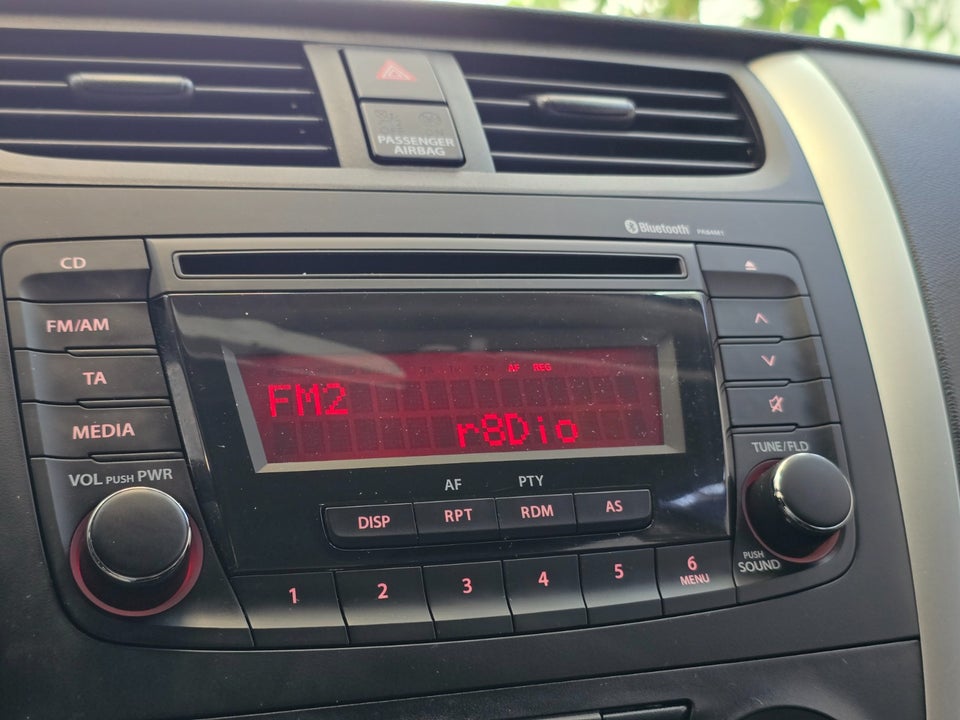 PASSENGER
AIRBAG
Bluetooth
CD
FM/AM
TA
MEDIA
VOL PUSH PWR
AF REG
FM2
r8Dio
AF PTY
DISP RPT RDM AS
1 2 3 4 5 6
MENU
TUNE/FLD
PUSH
SOUND